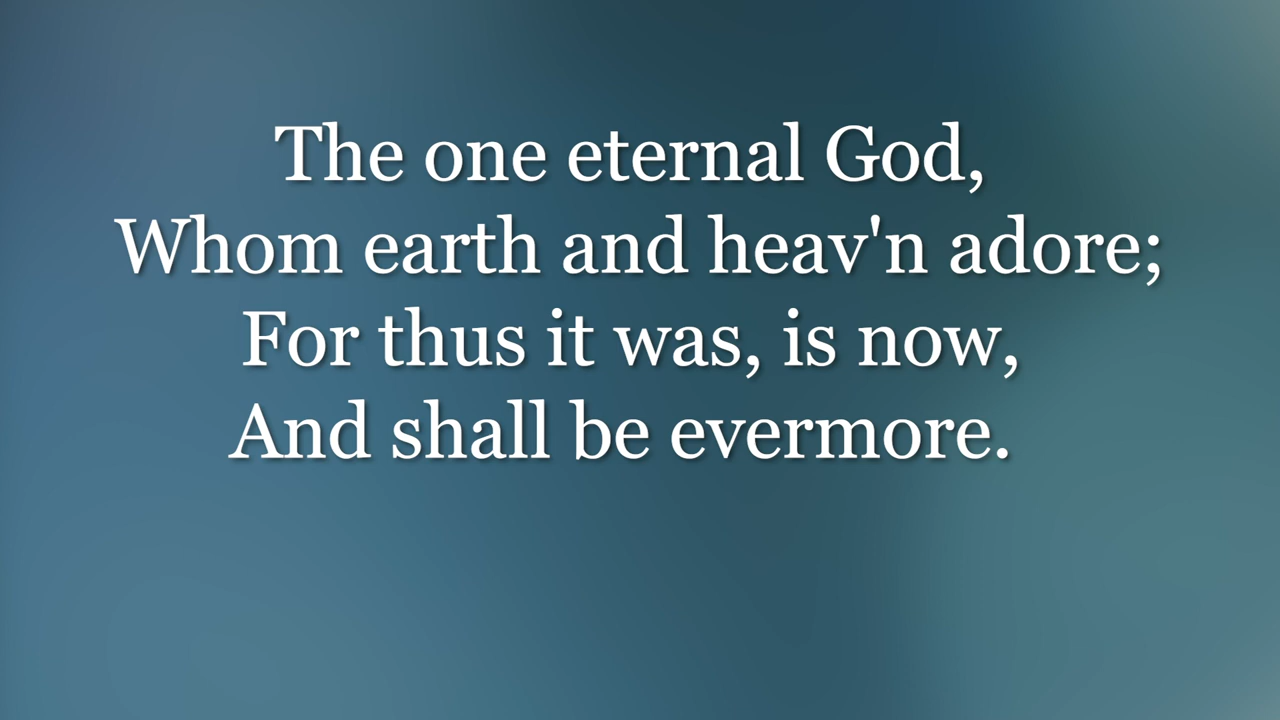 The one eternal God,
Whom earth and heav'n adore;
For thus it was, is now,
And shall be evermore.